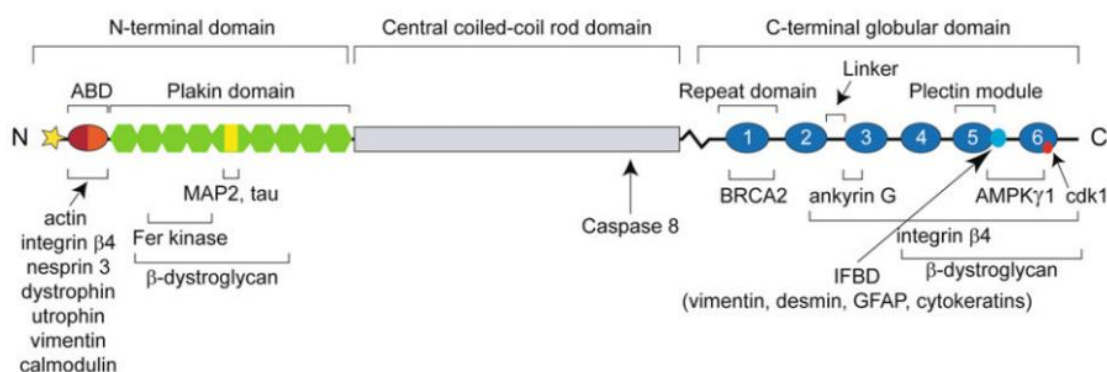 N-terminal domain
Central coiled-coil rod domain
C-terminal globular domain
Linker
ABD
Plakin domain
Repeat domain
Plectin module
N
1
2
3
4
5
6
C
MAP2, tau
BRCA2
ankyrin G
AMPKγ1
cdk1
actin
integrin β4
nesprin 3
dystrophin
utrophin
vimentin
calmodulin
Fer kinase
β-dystroglycan
Caspase 8
integrin β4
β-dystroglycan
IFBD
(vimentin, desmin, GFAP, cytokeratins)